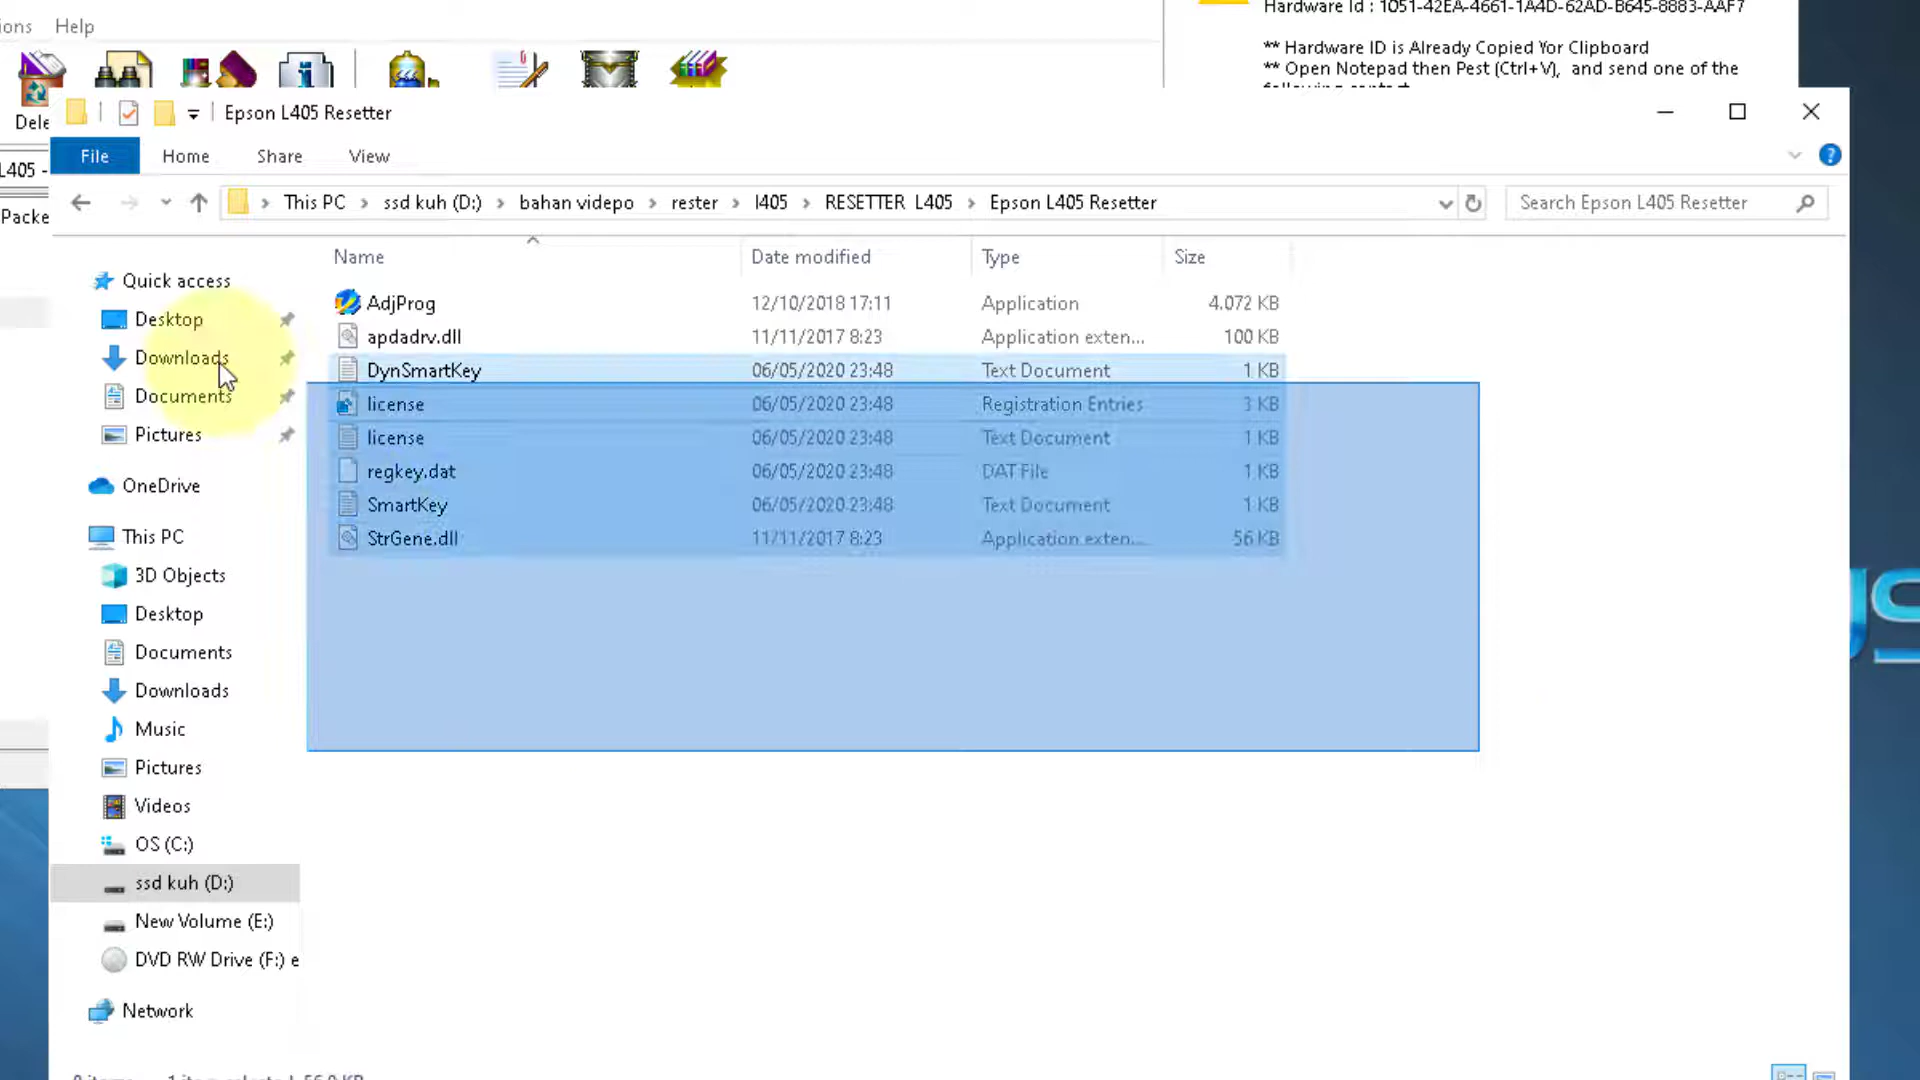 ions Help
Hardware Id : 1051-42EA-4661-1A4D-62AD-B645-8883-AAF7
** Hardware ID is Already Copied Yor Clipboard
** Open Notepad then Pest (Ctrl+V), and send one of the
following contact
Dele
Epson L405 Resetter
File Home Share View
L405 -
This PC > ssd kuh (D:) > bahan videpo > rester > l405 > RESETTER L405 > Epson L405 Resetter
Search Epson L405 Resetter
Packe
Name Date modified Type Size
AdjProg 12/10/2018 17:11 Application 4.072 KB
apdadrv.dll 11/11/2017 8:23 Application exten... 100 KB
DynSmartKey 06/05/2020 23:48 Text Document 1 KB
license 06/05/2020 23:48 Registration Entries 3 KB
license 06/05/2020 23:48 Text Document 1 KB
regkey.dat 06/05/2020 23:48 DAT File 1 KB
SmartKey 06/05/2020 23:48 Text Document 1 KB
StrGene.dll 11/11/2017 8:23 Application exten... 56 KB
Quick access
Desktop
Downloads
Documents
Pictures
OneDrive
This PC
3D Objects
Desktop
Documents
Downloads
Music
Pictures
Videos
OS (C:)
ssd kuh (D:)
New Volume (E:)
DVD RW Drive (F:) e
Network